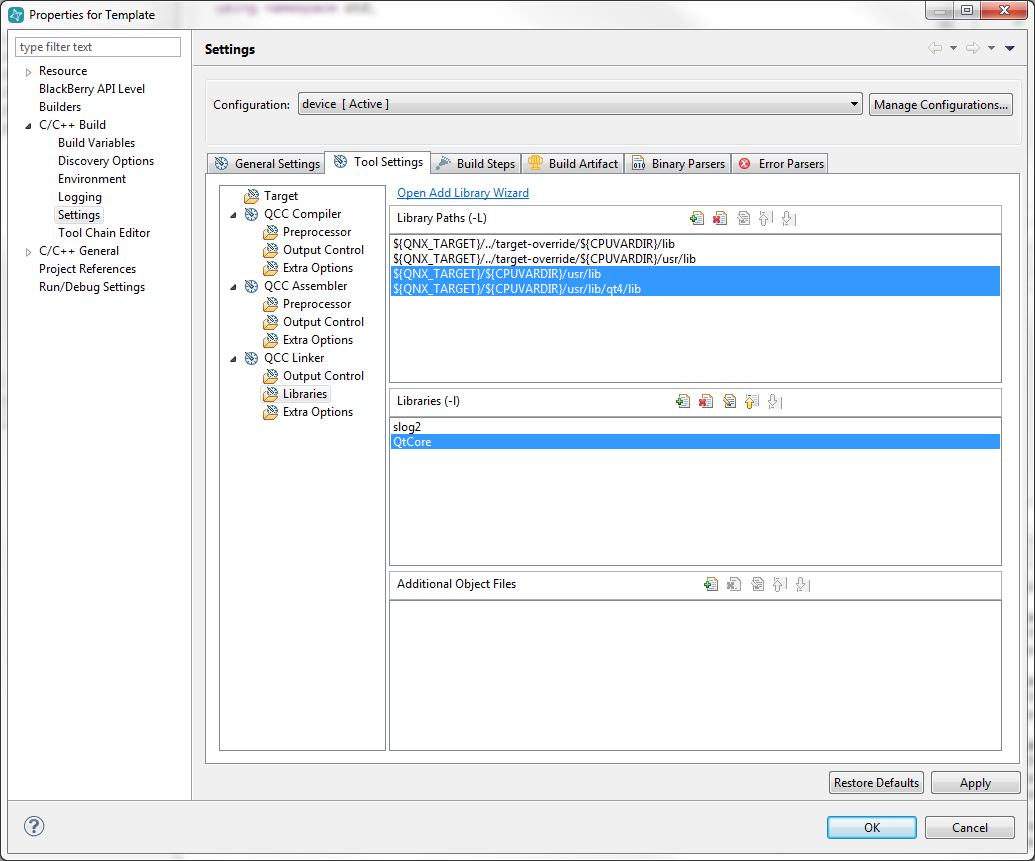 using namespace std;
Properties for Template
type filter text
Resource
BlackBerry API Level
Builders
C/C++ Build
Build Variables
Discovery Options
Environment
Logging
Settings
Tool Chain Editor
C/C++ General
Project References
Run/Debug Settings
Settings
Configuration:
device [ Active ]
Manage Configurations...
General Settings
Tool Settings
Build Steps
Build Artifact
Binary Parsers
Error Parsers
Target
QCC Compiler
Preprocessor
Output Control
Extra Options
QCC Assembler
Preprocessor
Output Control
Extra Options
QCC Linker
Output Control
Libraries
Extra Options
Open Add Library Wizard
Library Paths (-L)
${QNX_TARGET}/../target-override/${CPUVARDIR}/lib
${QNX_TARGET}/../target-override/${CPUVARDIR}/usr/lib
${QNX_TARGET}/${CPUVARDIR}/usr/lib
${QNX_TARGET}/${CPUVARDIR}/usr/lib/qt4/lib
Libraries (-l)
slog2
QtCore
Additional Object Files
Restore Defaults
Apply
OK
Cancel